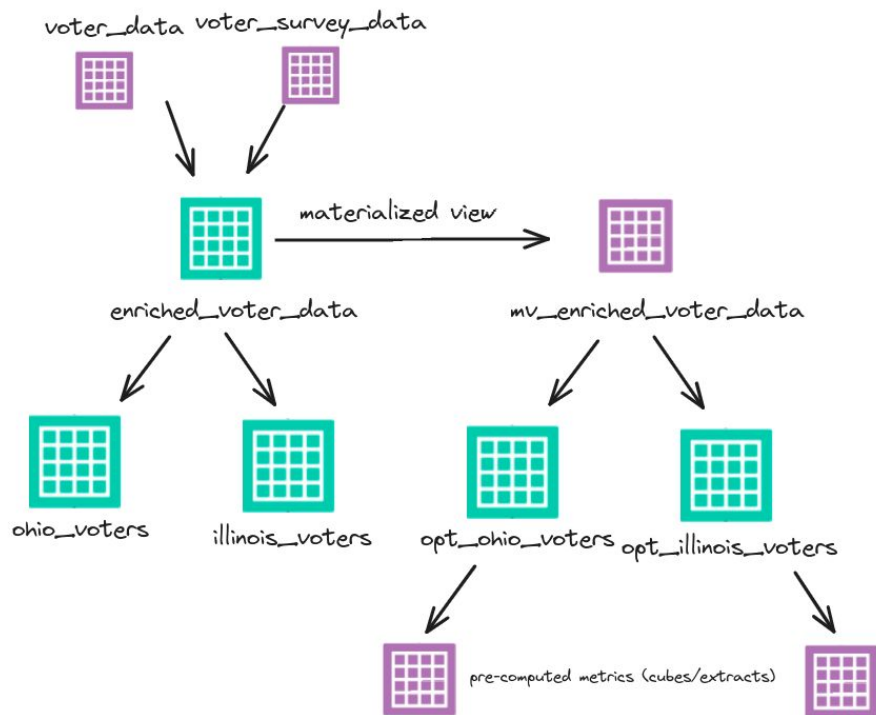 voter_data
voter_survey_data
materialized view
enriched_voter_data
mv_enriched_voter_data
ohio_voters
illinois_voters
opt_ohio_voters
opt_illinois_voters
pre-computed metrics (cubes/extracts)